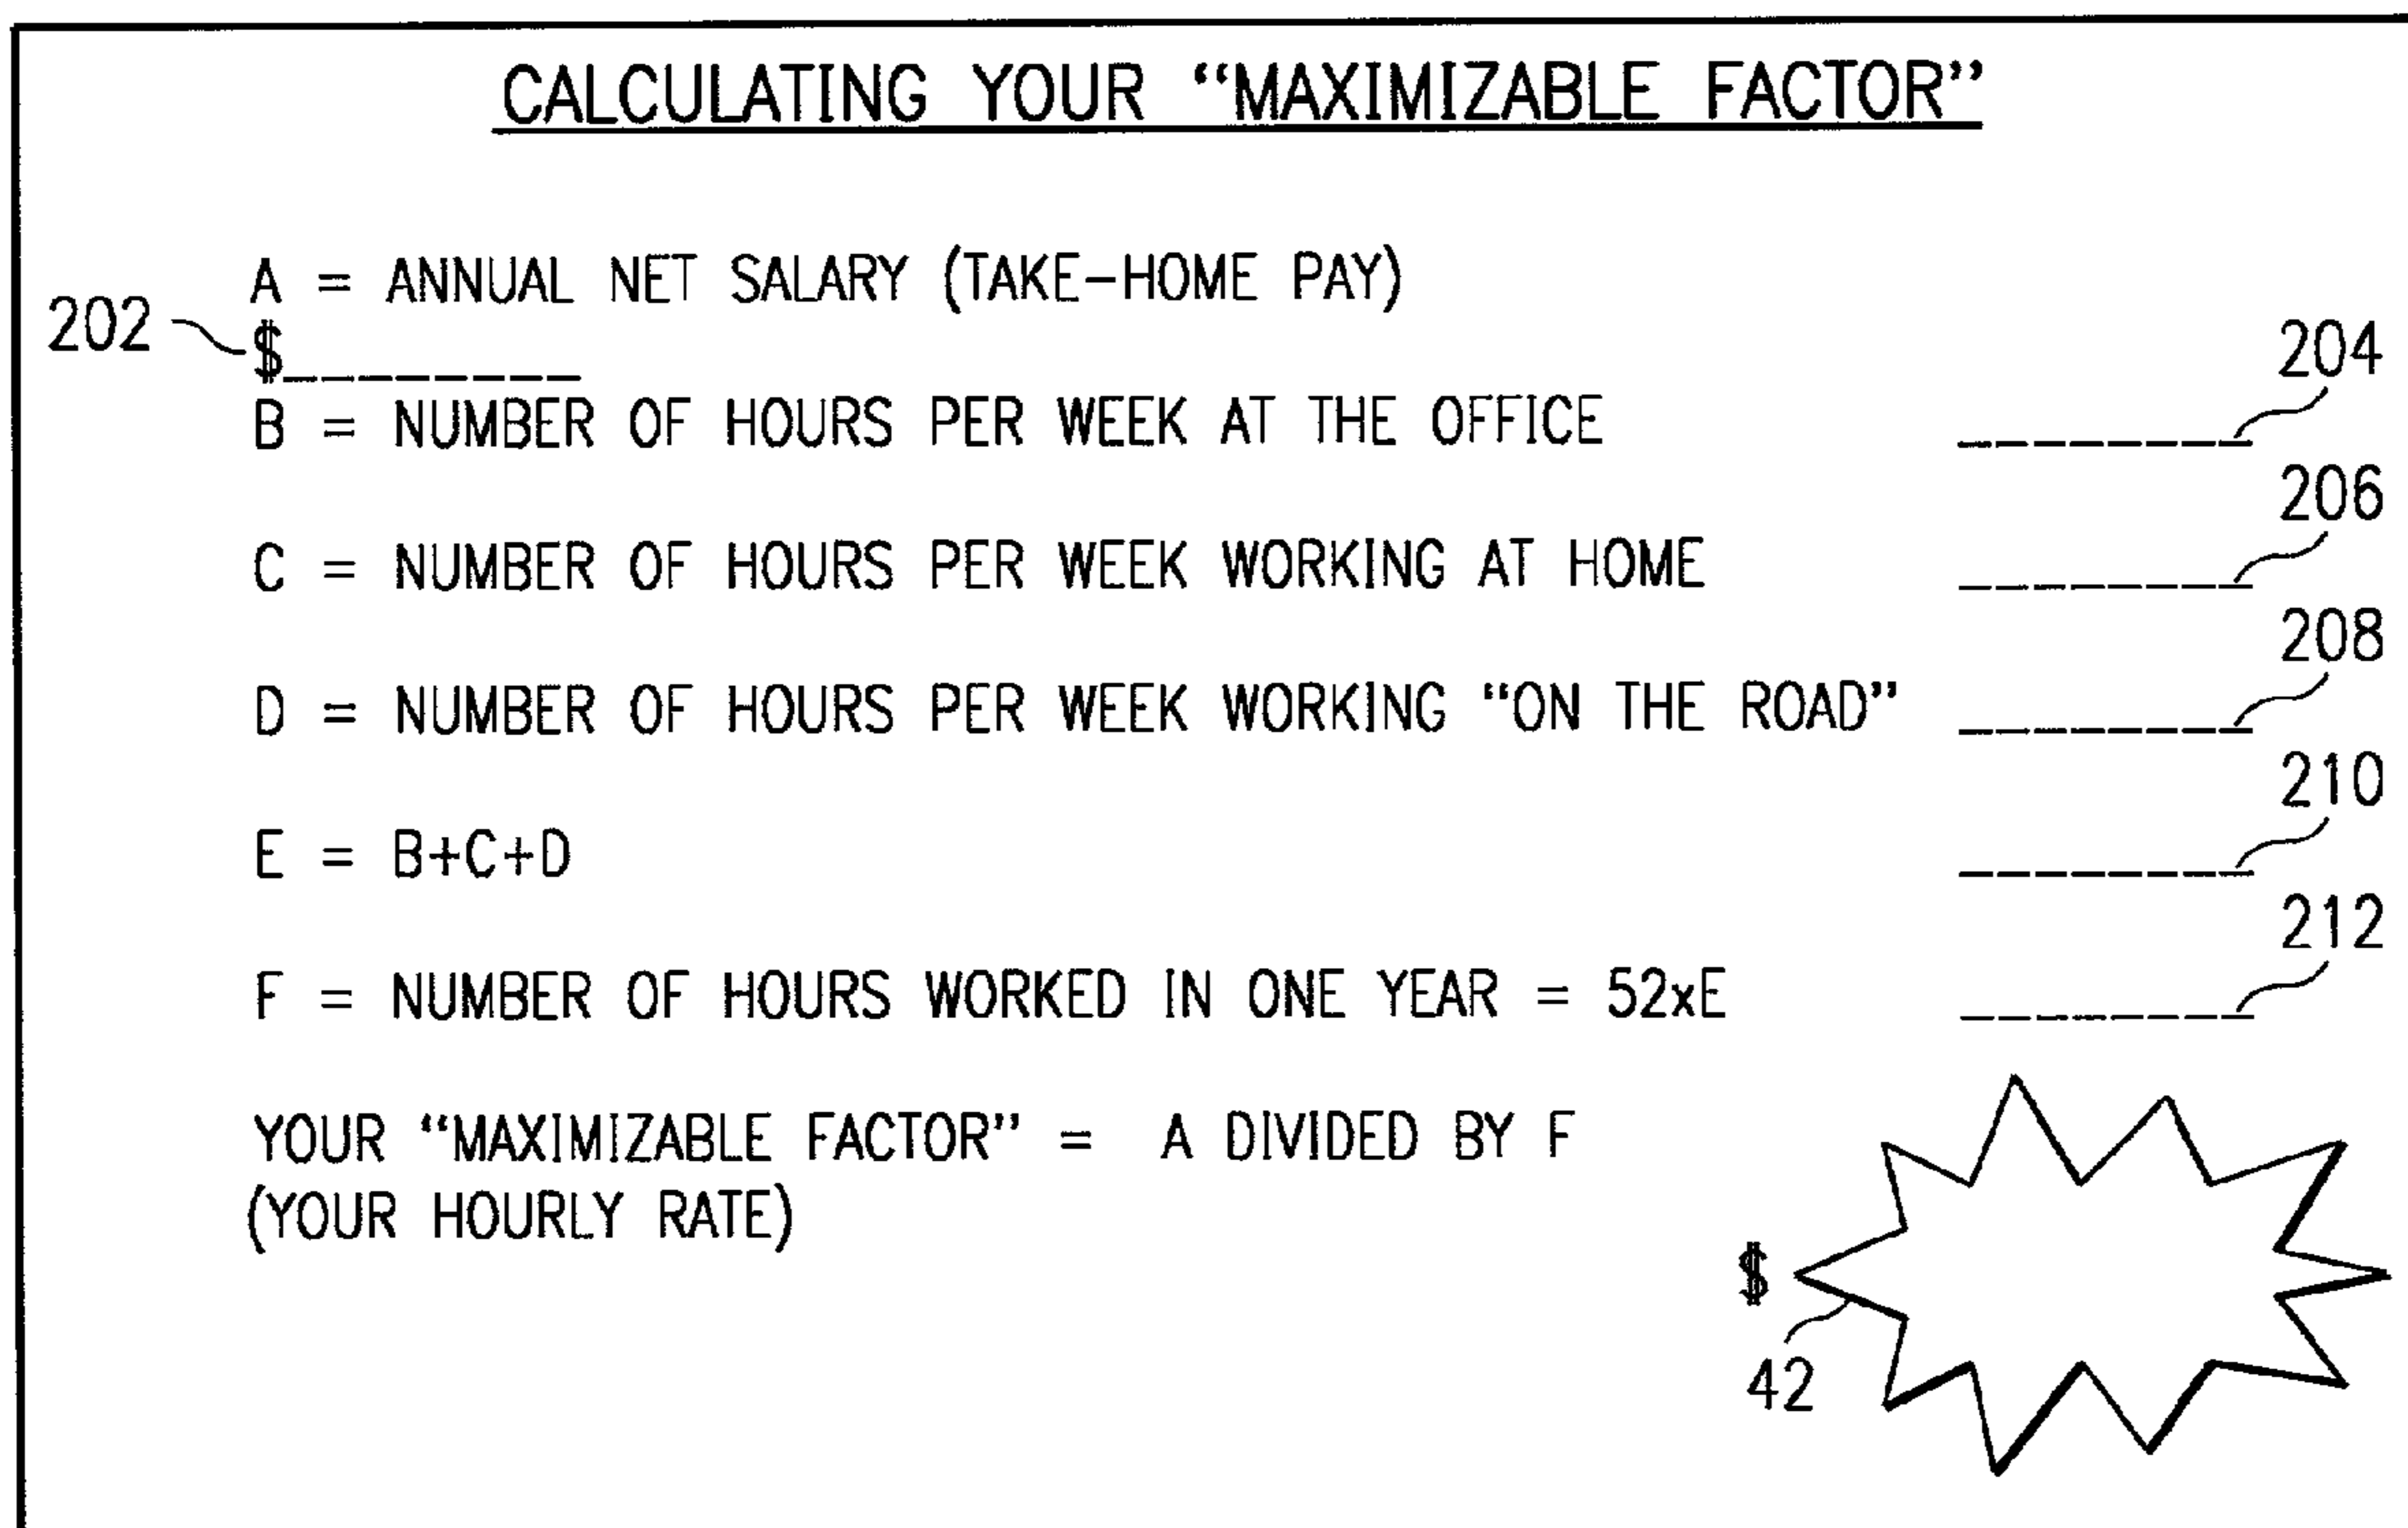 CALCULATING YOUR “MAXIMIZABLE FACTOR”
A = ANNUAL NET SALARY (TAKE-HOME PAY)
202 $_________
204
B = NUMBER OF HOURS PER WEEK AT THE OFFICE ________
206
C = NUMBER OF HOURS PER WEEK WORKING AT HOME ________
208
D = NUMBER OF HOURS PER WEEK WORKING “ON THE ROAD” ________
210
E = B+C+D ________
212
F = NUMBER OF HOURS WORKED IN ONE YEAR = 52xE ________
YOUR “MAXIMIZABLE FACTOR” = A DIVIDED BY F
(YOUR HOURLY RATE)
$
42